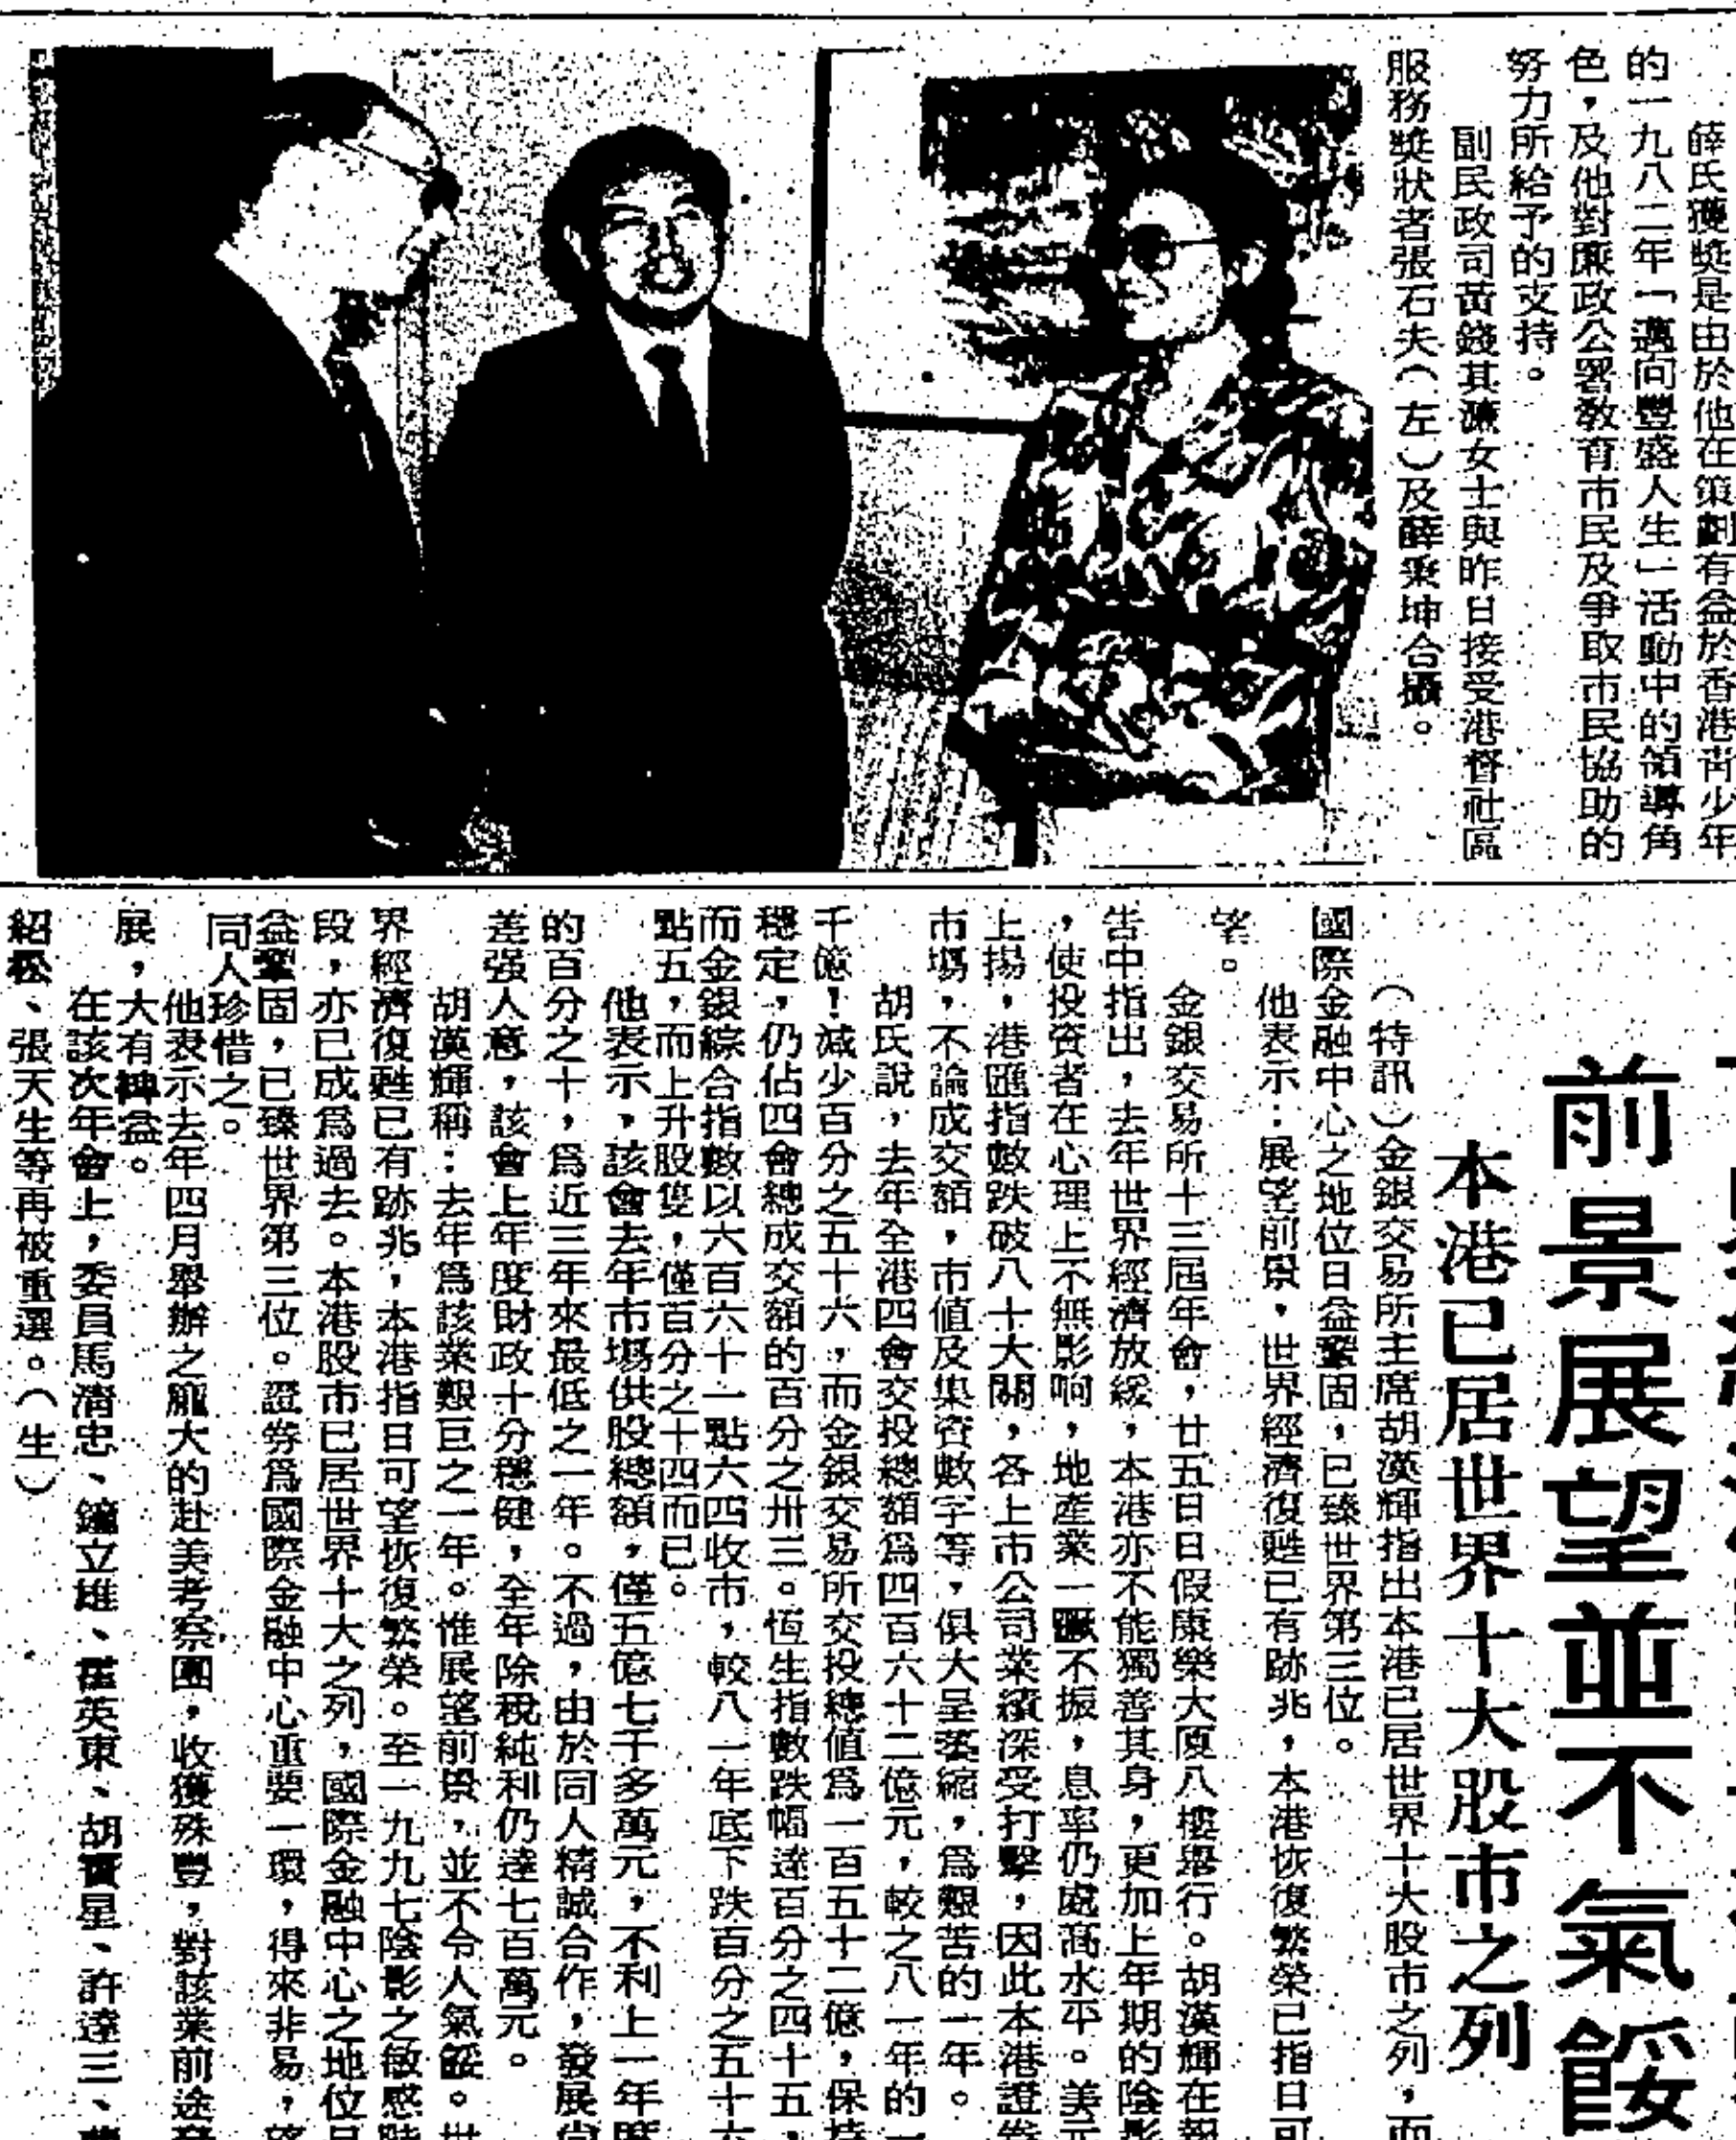 薛氏獲獎是由於他在策劃有益於香港靑少年
的一九八二年「邁向豐盛人生」活動中的領導角
色，及他對廉政公署敎育市民及爭取市民協助的
努力所給予的支持。
副民政司黃錢其濂女士與昨日接受港督社區
服務獎狀者張石夫（左）及薛秉坤合攝。
前景展望並不氣餒
本港已居世界十大股市之列
（特訊）金銀交易所主席胡漢輝指出本港已居世界十大股市之列，而
國際金融中心之地位日益鞏固，已臻世界第三位。
他表示：展望前景，世界經濟復甦已有跡兆，本港恢復繁榮已指日可
望。
金銀交易所十三屆年會，廿五日日假康樂大厦八樓舉行。胡漢輝在報
告中指出，去年世界經濟放緩，本港亦不能獨善其身，更加上年期的陰影
，使投資者在心理上不無影响，地產業一蹶不振，息率仍處高水平。美元
上揚，港匯指數跌破八十大關，各上市公司業績深受打擊，因此本港證券
市塲，不論成交額，市值及集資數字等，俱大呈萎縮，爲艱苦的一年。
胡氏說，去年全港四會交投總額爲四百六十二億元，較之八一年的一
千億！減少百分之五十六，而金銀交易所交投總值爲一百五十二億，保持
穩定，仍佔四會總成交額的百分之卅三。恆生指數跌幅達百分之四十五，
而金銀綜合指數以六百六十一點六四收市，較八一年底下跌百分之五十六
點五，而上升股隻，僅百分之十四而已。
他表示，該會去年市塲供股總額，僅五億七千多萬元，不利上一年度
的百分之十，爲近三年來最低之一年。不過，由於同人精誠合作，發展尙
差强人意，該會上年度財政十分穩健，全年除稅純利仍達七百萬元。
胡漢輝稱：去年爲該業艱巨之一年。惟展望前景，並不令人氣餒。世
界經濟復甦已有跡兆，本港指日可望恢復繁榮。至一九九七陰影之敏感階
段，亦已成爲過去。本港股市已居世界十大之列，國際金融中心之地位日
益鞏固，已臻世界第三位。證劵爲國際金融中心重要一環，得來非易，望
同人珍惜之。
他表示去年四月舉辦之龐大的赴美考察團，收獲殊豐，對該業前途發
展，大有裨益。
在該次年會上，委員馬淸忠、鍾立雄、霍英東、胡寶星、許達三、
紹松、張天生等再被重選。（生）